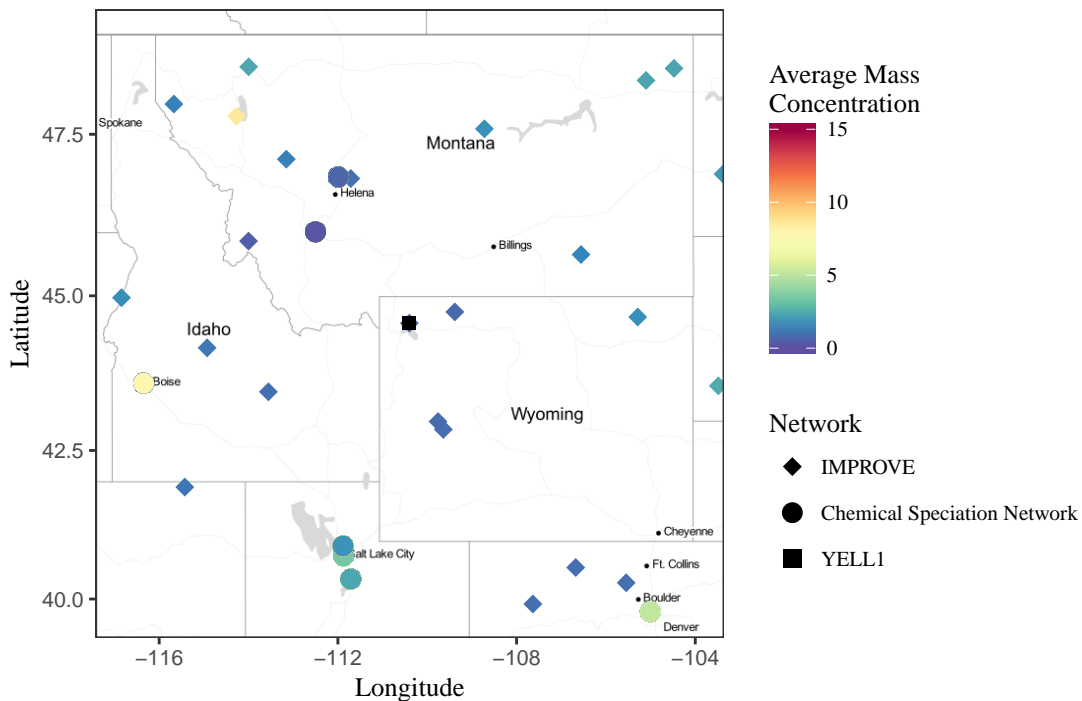 Average Mass
Concentration
15
10
5
0
Network
IMPROVE
Chemical Speciation Network
YELL1
Spokane
Montana
Helena
Billings
Idaho
Boise
Wyoming
alt Lake City
Cheyenne
Ft. Collins
Boulder
Denver
47.5
45.0
42.5
40.0
Latitude
−116
−112
−108
−104
Longitude